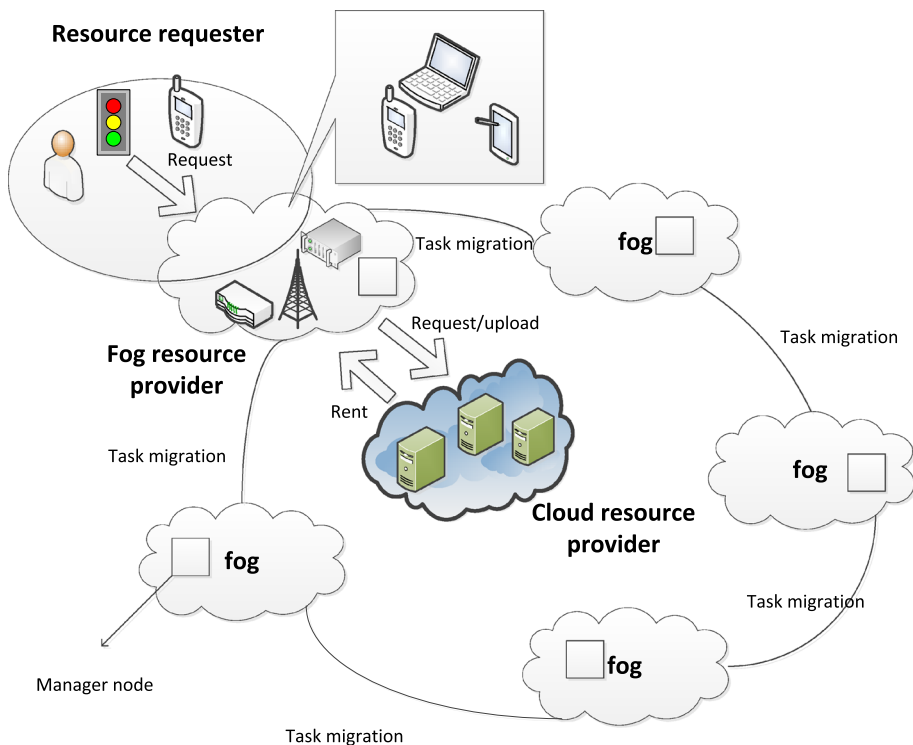 Resource requester
Request
Task migration
fog
Request/upload
Task migration
Fog resource
provider
Rent
Task migration
fog
Cloud resource
provider
fog
Task migration
fog
Manager node
Task migration